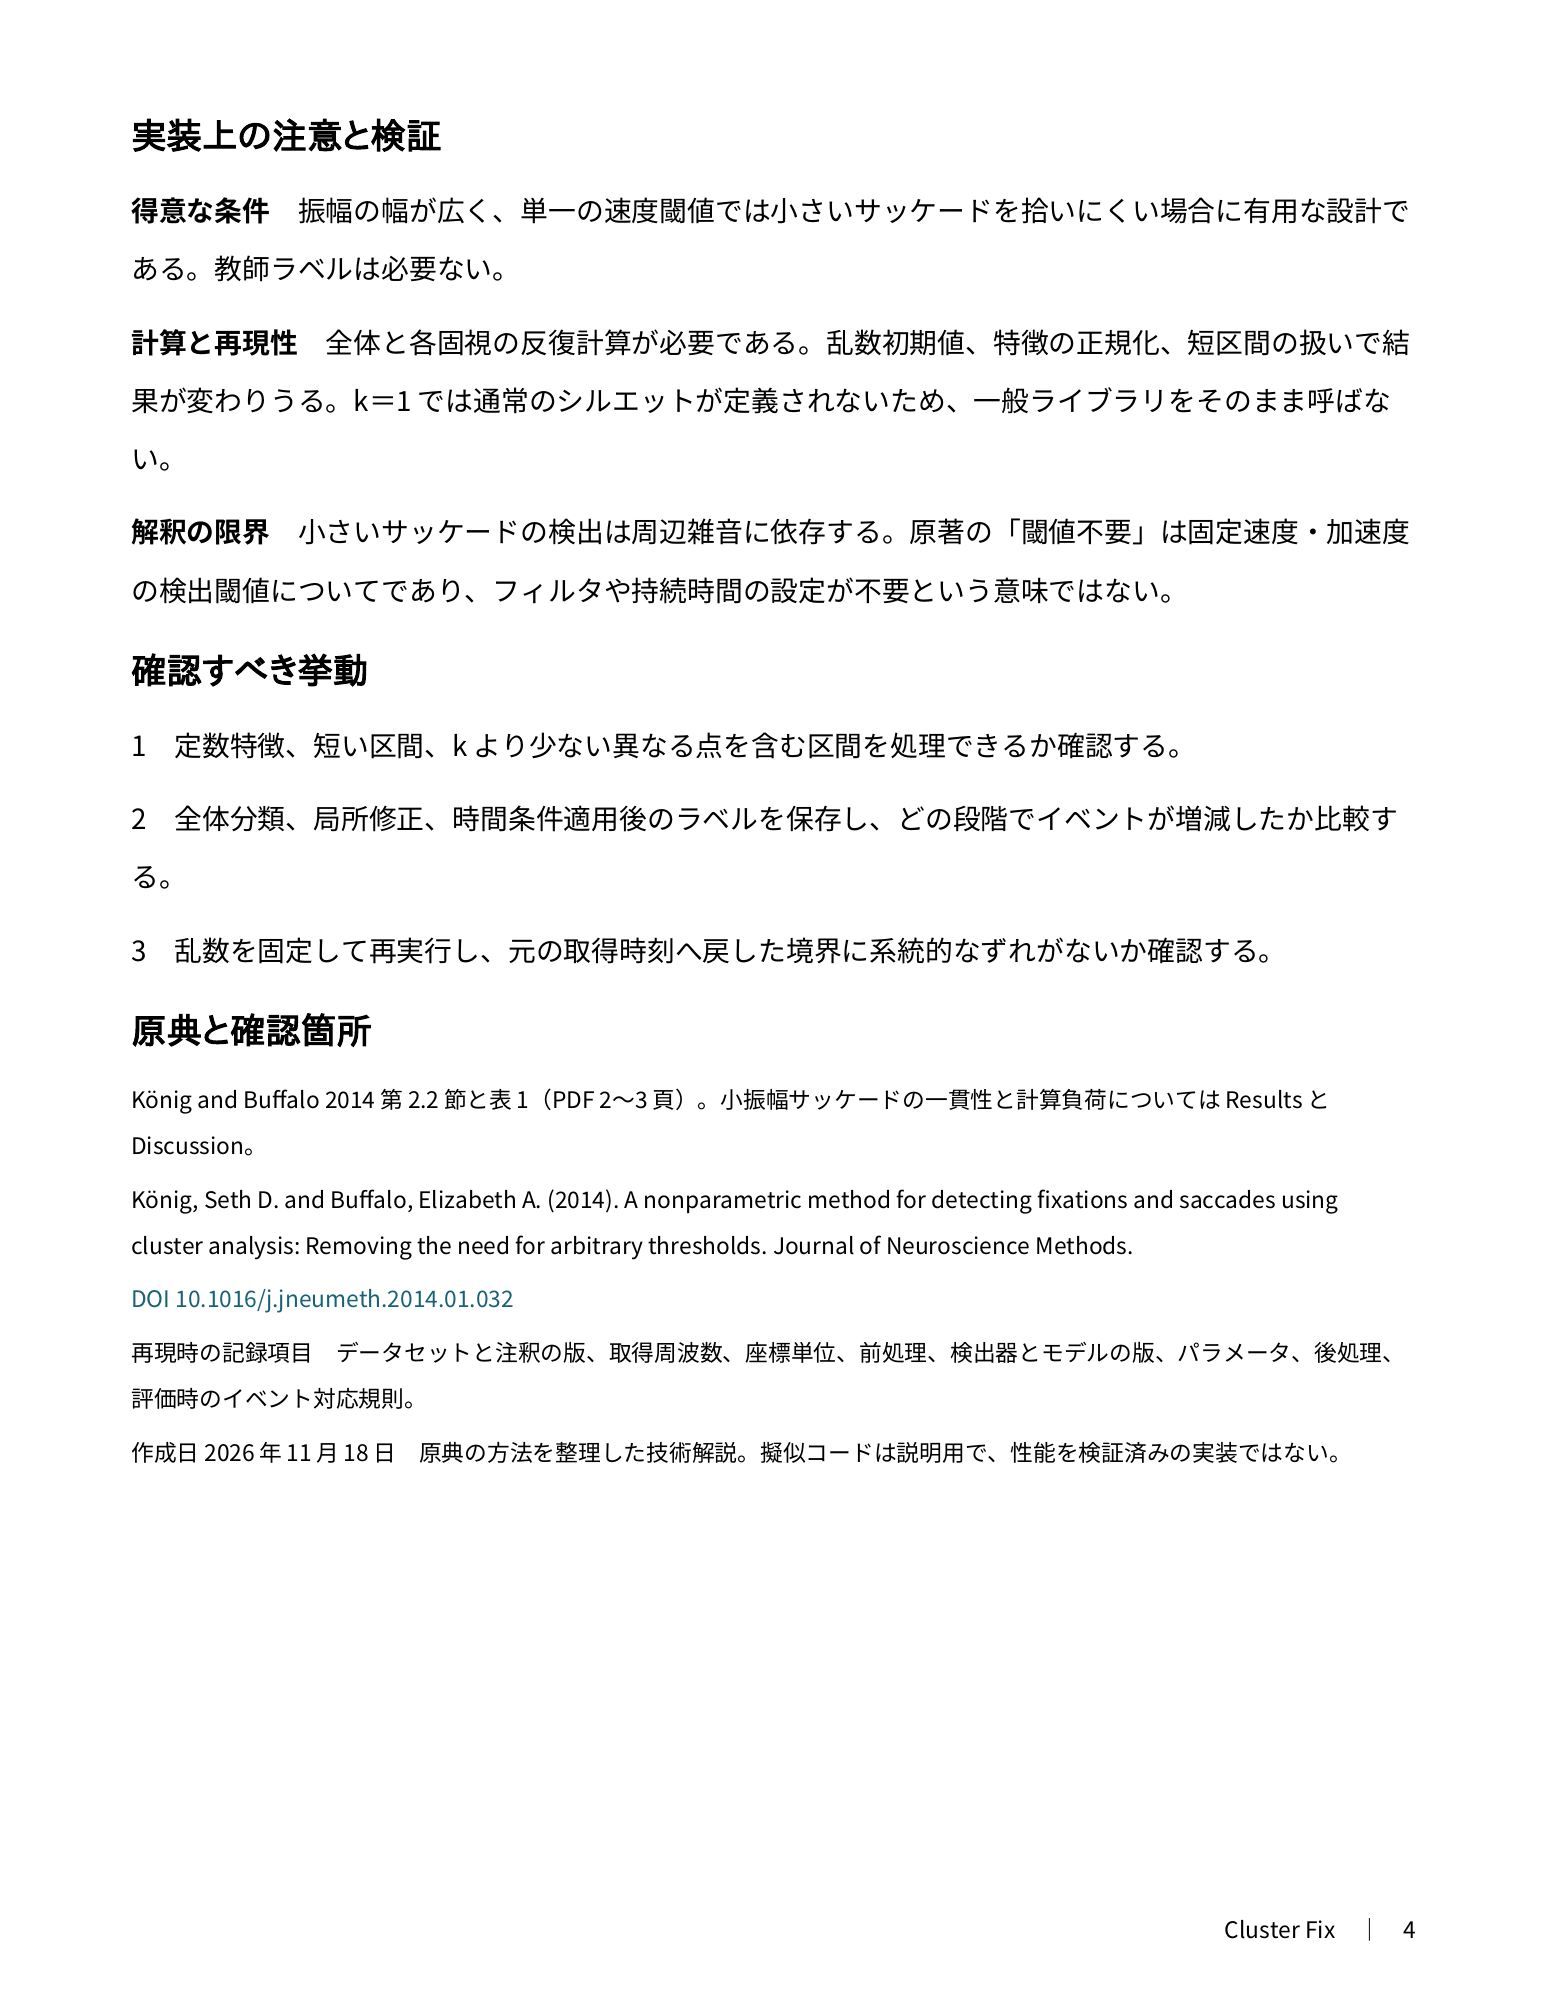 実装上の注意と検証
得意な条件　振幅の幅が広く、単一の速度閾値では小さいサッケードを拾いにくい場合に有用な設計で
ある。教師ラベルは必要ない。
計算と再現性　全体と各固視の反復計算が必要である。乱数初期値、特徴の正規化、短区間の扱いで結
果が変わりうる。k＝1 では通常のシルエットが定義されないため、一般ライブラリをそのまま呼ばな
い。
解釈の限界　小さいサッケードの検出は周辺雑音に依存する。原著の「閾値不要」は固定速度・加速度
の検出閾値についてであり、フィルタや持続時間の設定が不要という意味ではない。
確認すべき挙動
1　定数特徴、短い区間、k より少ない異なる点を含む区間を処理できるか確認する。
2　全体分類、局所修正、時間条件適用後のラベルを保存し、どの段階でイベントが増減したか比較す
る。
3　乱数を固定して再実行し、元の取得時刻へ戻した境界に系統的なずれがないか確認する。
原典と確認箇所
König and Buffalo 2014 第 2.2 節と表 1（PDF 2〜3 頁）。小振幅サッケードの一貫性と計算負荷については Results と
Discussion。
König, Seth D. and Buffalo, Elizabeth A. (2014). A nonparametric method for detecting fixations and saccades using
cluster analysis: Removing the need for arbitrary thresholds. Journal of Neuroscience Methods.
DOI 10.1016/j.jneumeth.2014.01.032
再現時の記録項目　データセットと注釈の版、取得周波数、座標単位、前処理、検出器とモデルの版、パラメータ、後処理、
評価時のイベント対応規則。
作成日 2026 年 11 月 18 日　原典の方法を整理した技術解説。擬似コードは説明用で、性能を検証済みの実装ではない。
Cluster Fix ｜ 4